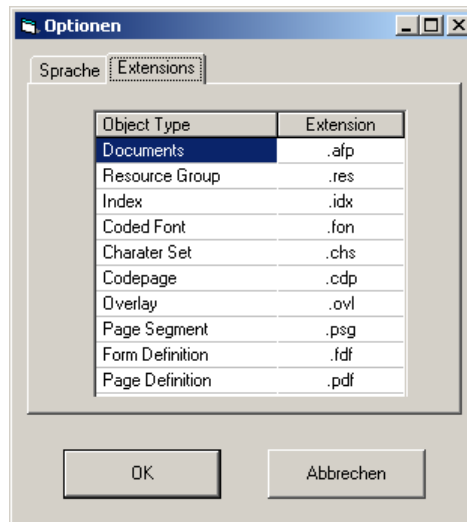 Optionen
Sprache Extensions
Object Type Extension
Documents .afp
Resource Group .res
Index .idx
Coded Font .fon
Charater Set .chs
Codepage .cdp
Overlay .ovl
Page Segment .psg
Form Definition .fdf
Page Definition .pdf
OK Abbrechen